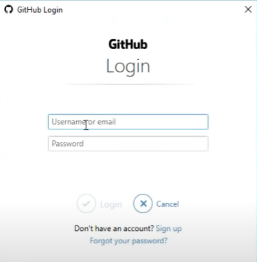 GitHub Login
GitHub
Login
Username or email
Password
Login Cancel
Don't have an account? Sign up
Forgot your password?